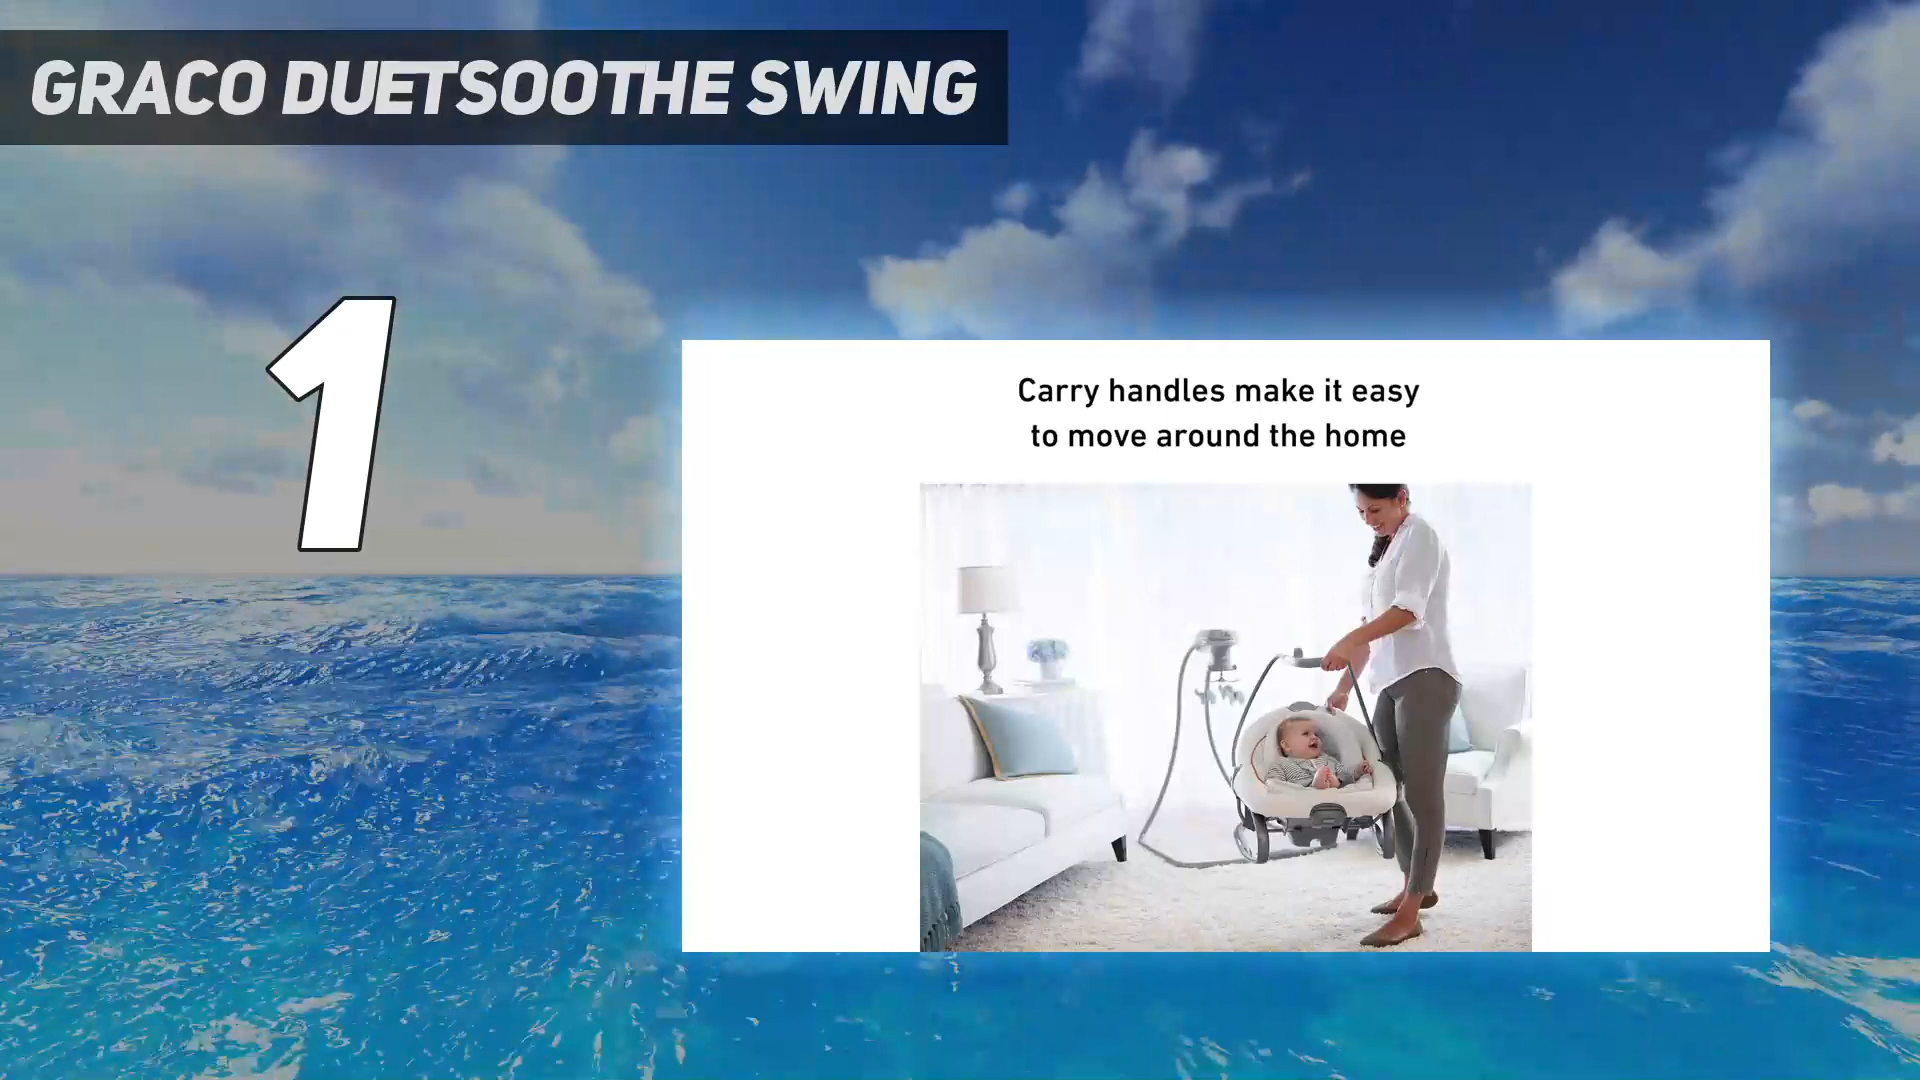 GRACO DUETSOOTHE SWING
1
Carry handles make it easy
to move around the home